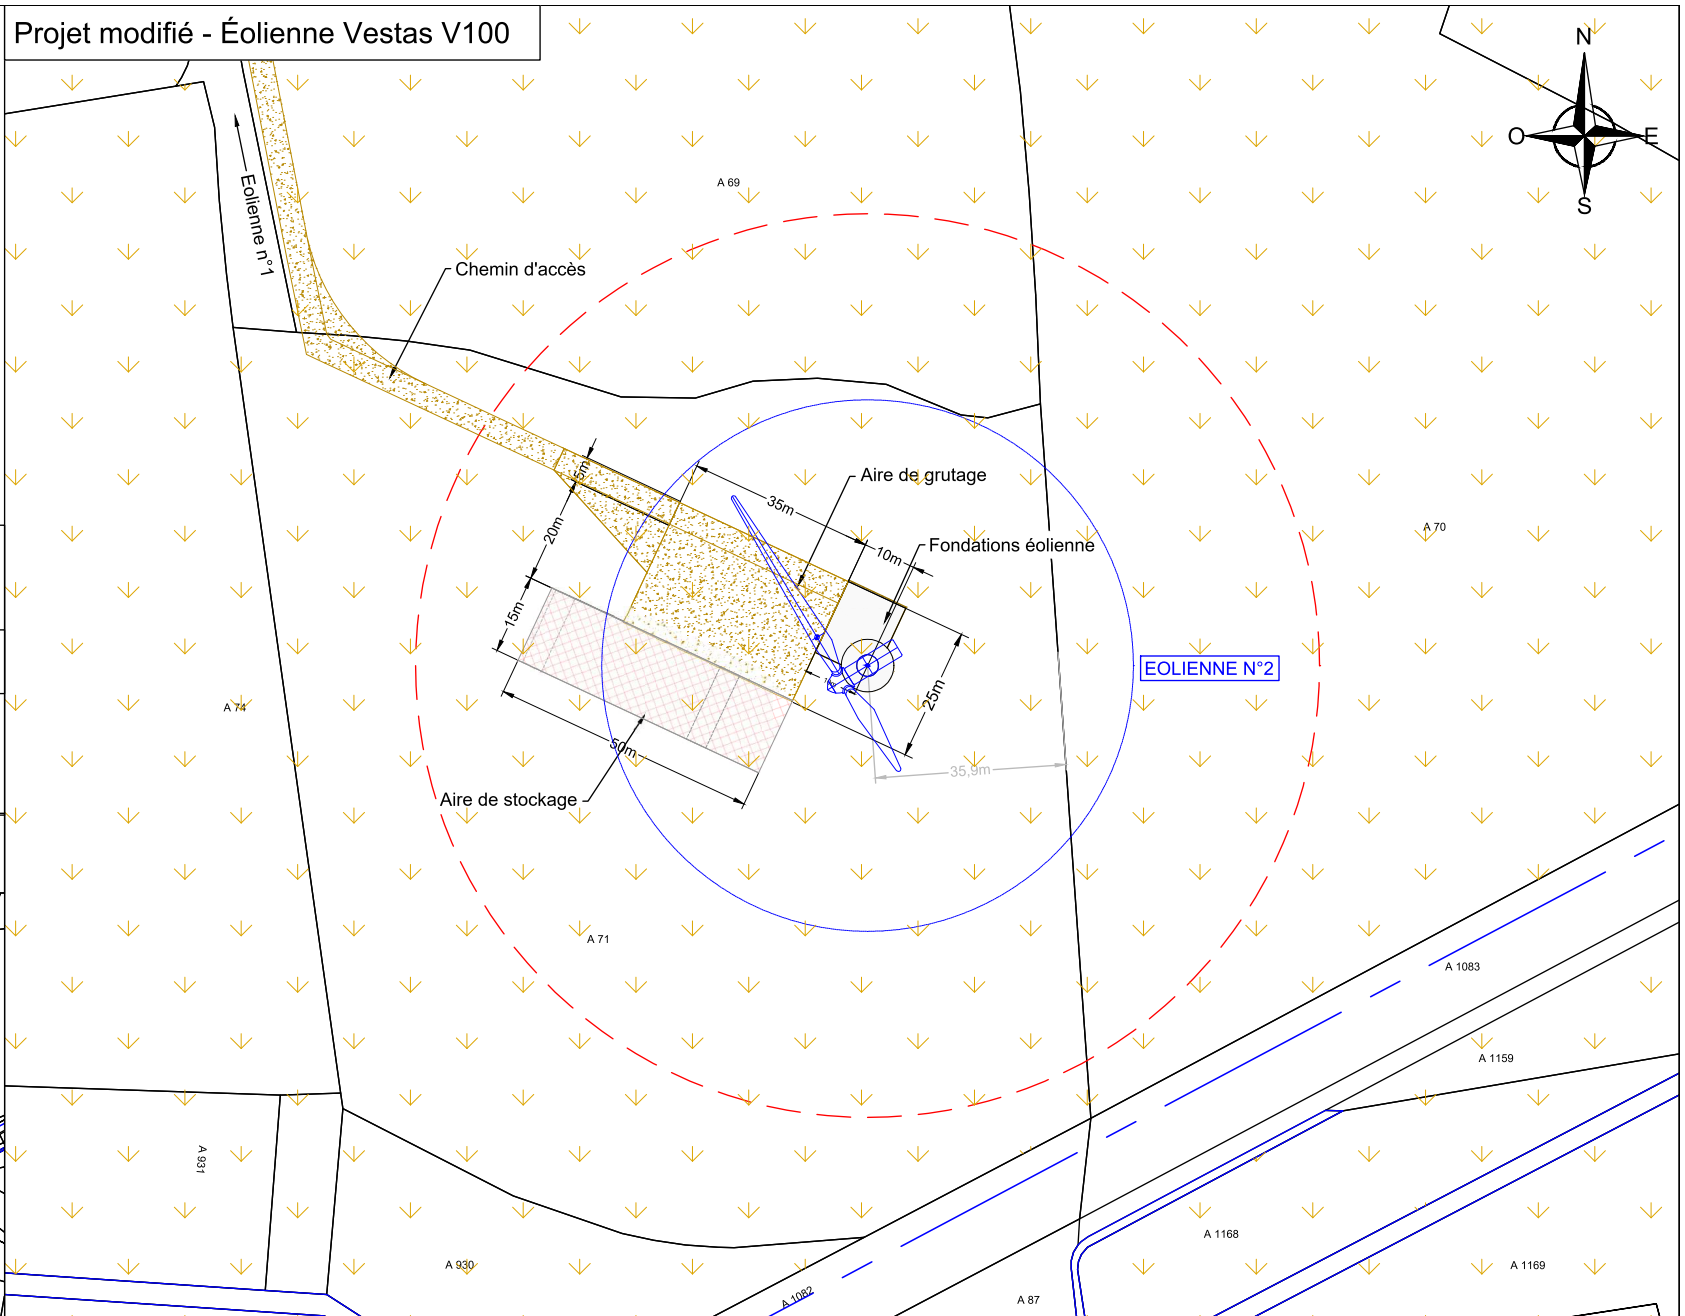 Projet modifié - Éolienne Vestas V100
N
O
E
S
A 69
Eolienne n°1
Chemin d'accès
5m
Aire de grutage
35m
20m
10m
Fondations éolienne
A 70
15m
EOLIENNE N°2
25m
A 74
50m
35,9m
Aire de stockage
A 71
A 1083
A 1159
A 931
A 1168
A 930
A 1169
A 1082
A 87